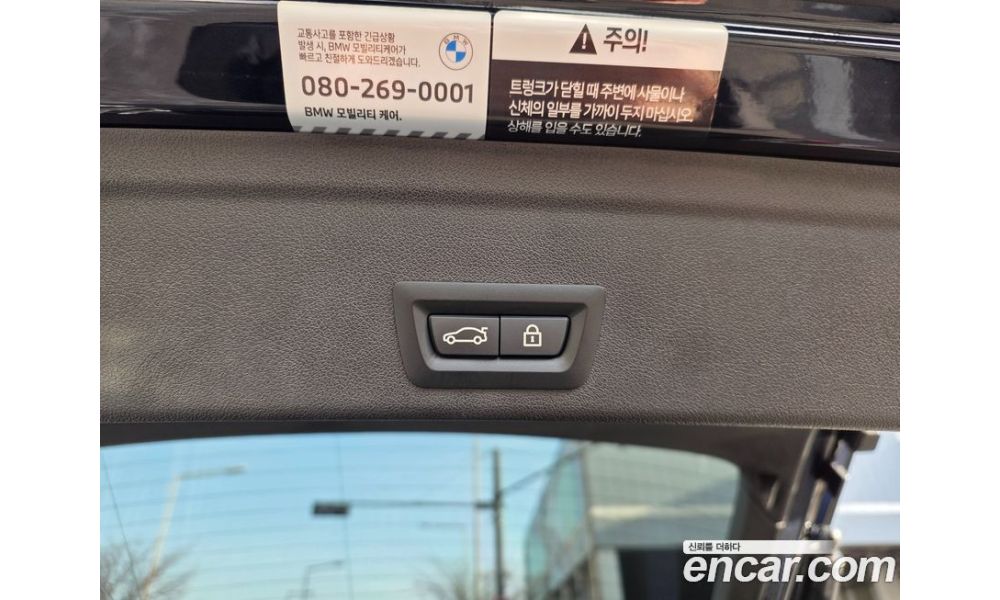 교통사고를 포함한 긴급상황
발생 시, BMW 모빌리티케어가
빠르고 친절하게 도와드리겠습니다.
080-269-0001
BMW 모빌리티 케어.
BMW
주의!
트렁크가 닫힐 때 주변에 사물이나
신체의 일부를 가까이 두지 마십시오.
상해를 입을 수도 있습니다.
신뢰를 더하다
encar.com